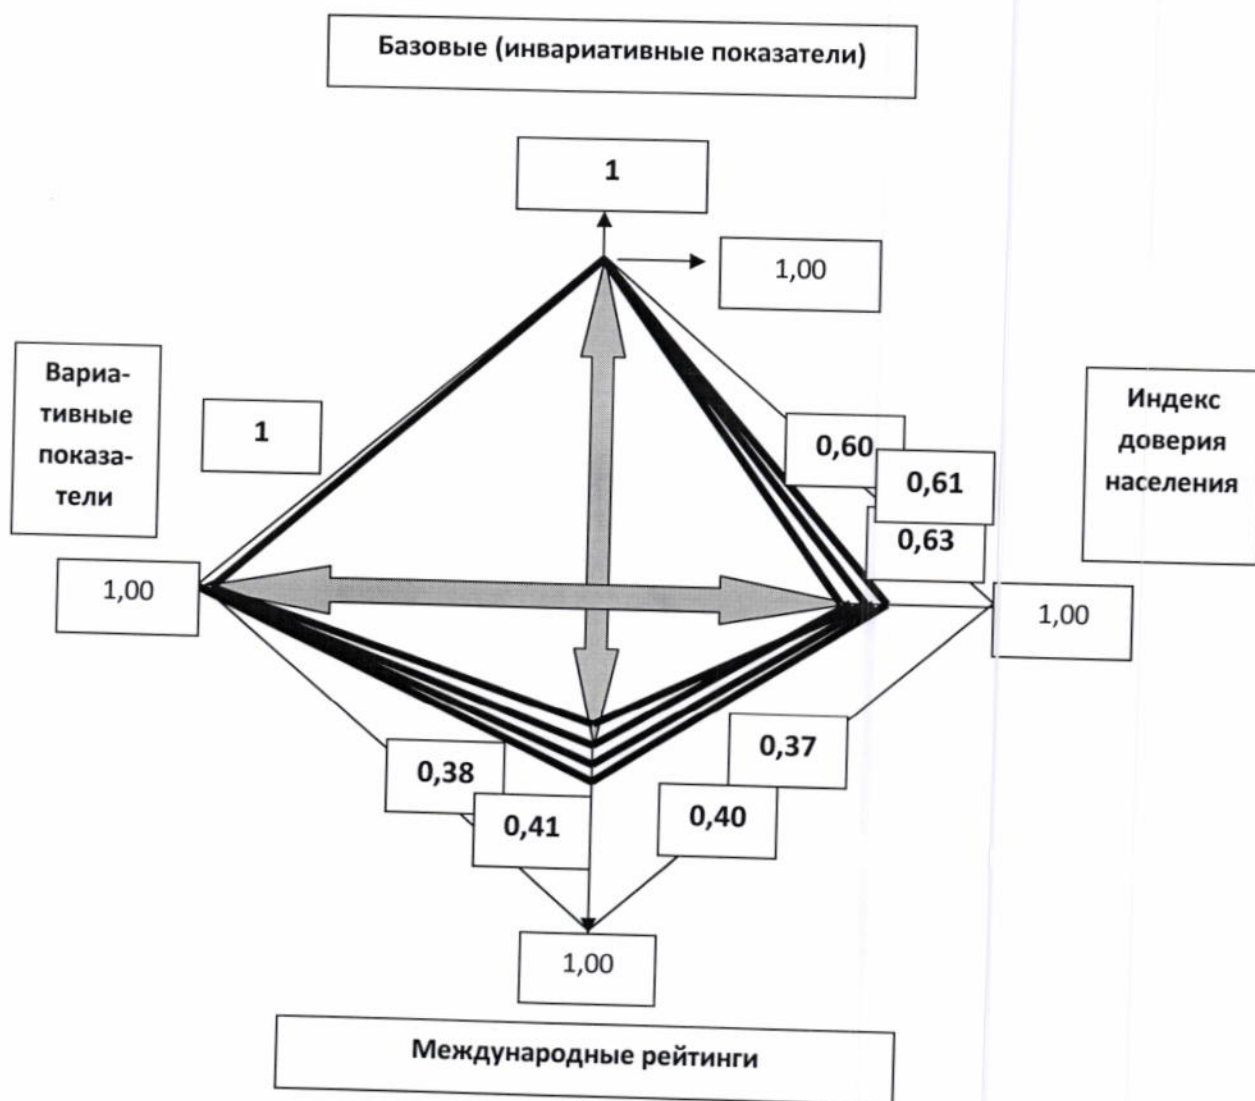 Базовые (инвариативные показатели)
1
1,00
Вариа-
тивные
показа-
тели
1
0,60
0,61
0,63
Индекс
доверия
населения
1,00
1,00
0,38
0,41
0,37
0,40
1,00
Международные рейтинги